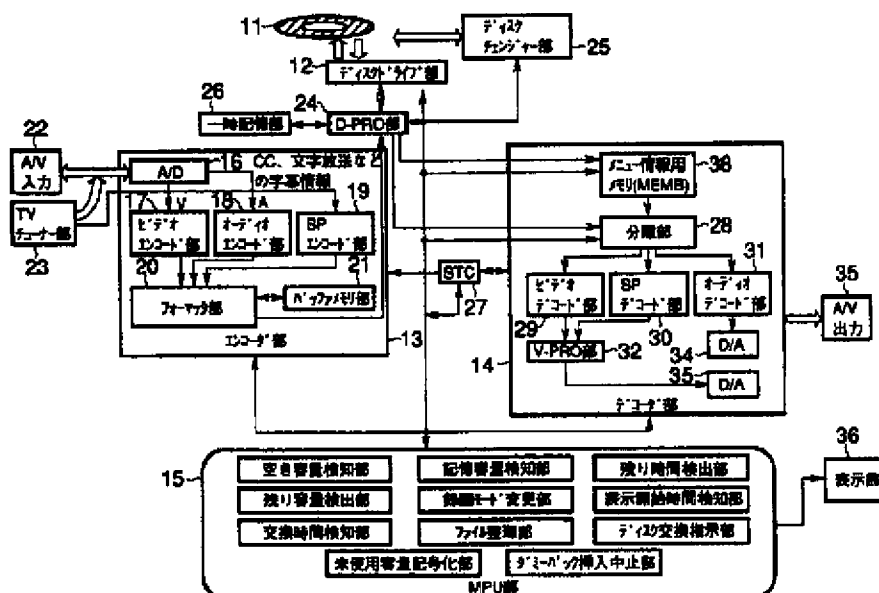 11
ディスク
チェンジャー部
25
12
ディスクドライブ部
26
一時記憶部
24
D-PRO部
22
A/V
入力
TV
チューナー部
23
A/D
16
CC、文字放送など
の字幕情報
V
A
17
ビデオ
エンコード部
18
オーディオ
エンコード部
19
SP
エンコード部
20
フォーマッタ部
21
バッファメモリ部
エンコーダ部
13
STC
27
メニュー情報用
メモリ(MEMB)
36
分離部
28
ビデオ
デコード部
29
SP
デコード部
30
オーディオ
デコード部
31
V-PRO部
32
D/A
34
D/A
35
14
デコーダ部
35
A/V
出力
15
空き容量検知部
記憶容量検知部
残り時間検出部
残り容量検出部
録画モード変更部
表示開始時間検知部
交換時間検知部
ファイル整理部
ディスク交換指示部
未使用容量記号化部
ダミーパック挿入中止部
MPU部
36
表示部